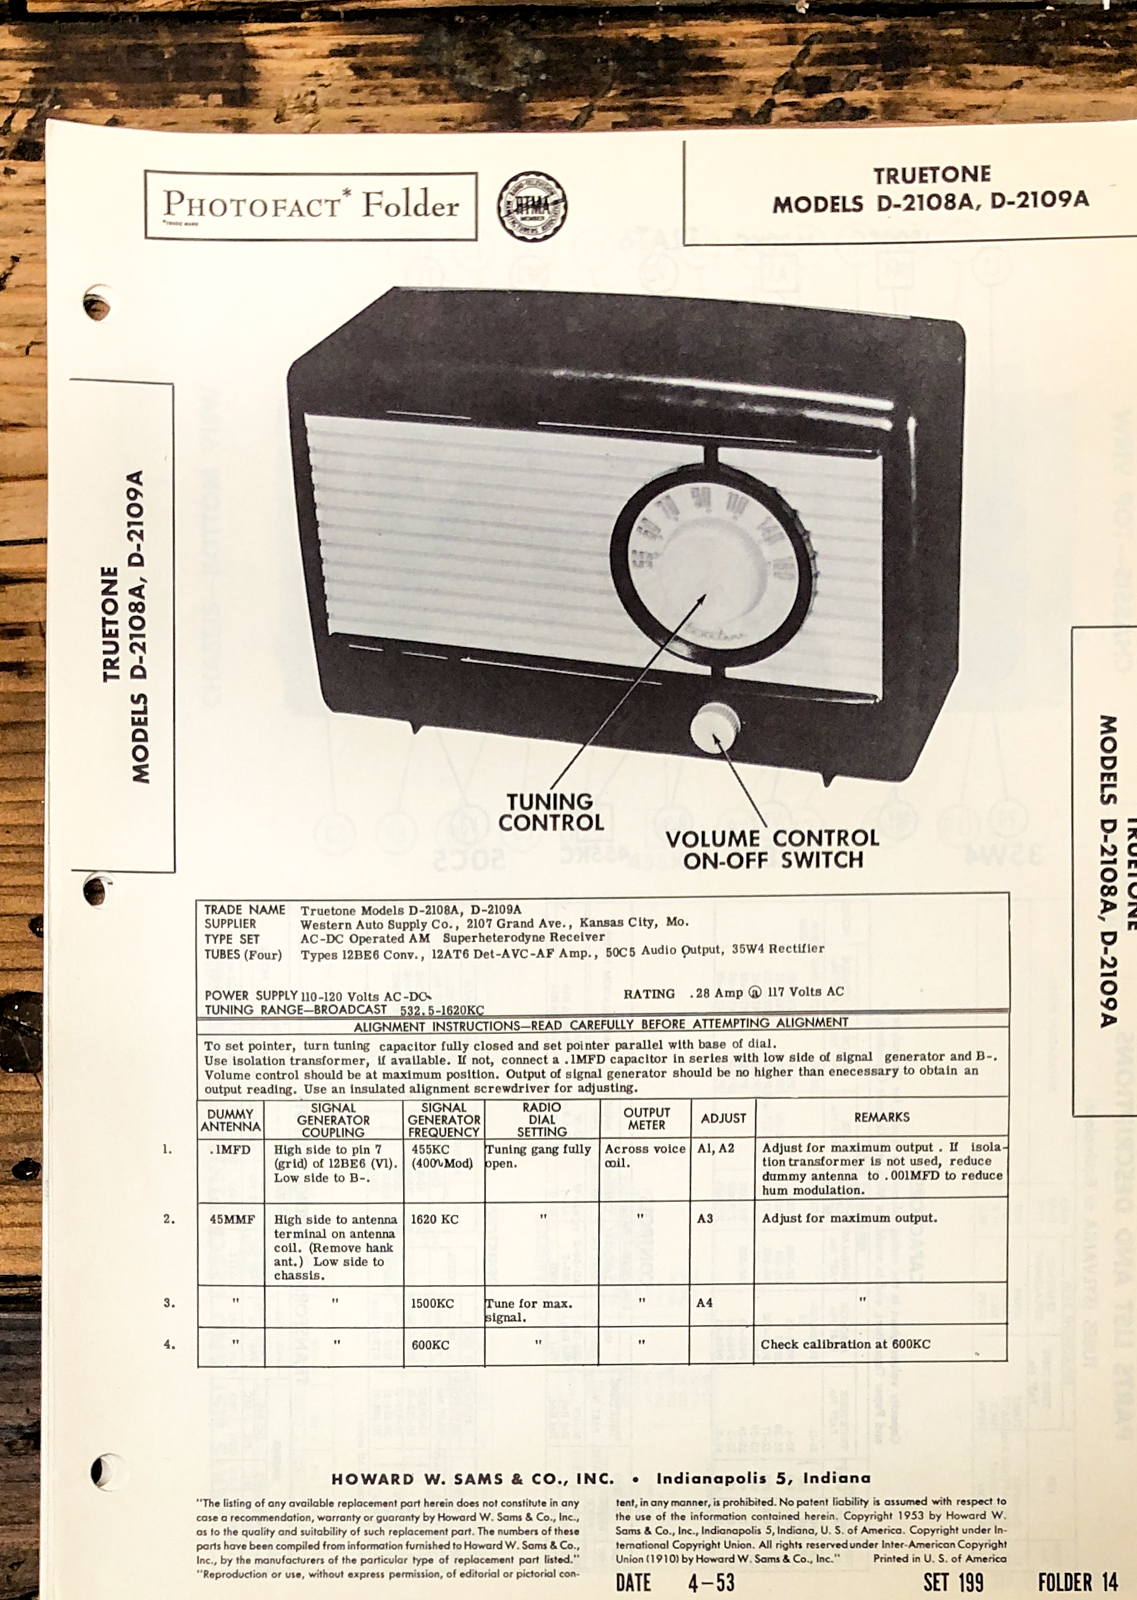 PHOTOFACT* Folder
*TRADE MARK
RTMA
MEMBER
TRUETONE
MODELS D-2108A, D-2109A
TRUETONE
MODELS D-2108A, D-2109A
TRUETONE
MODELS D-2108A, D-2109A
55 60 70 90 110 140 160
truetone
TUNING
CONTROL
VOLUME CONTROL
ON-OFF SWITCH
TRADE NAME Truetone Models D-2108A, D-2109A
SUPPLIER Western Auto Supply Co., 2107 Grand Ave., Kansas City, Mo.
TYPE SET AC-DC Operated AM Superheterodyne Receiver
TUBES (Four) Types 12BE6 Conv., 12AT6 Det-AVC-AF Amp., 50C5 Audio Output, 35W4 Rectifier
POWER SUPPLY 110-120 Volts AC-DC RATING .28 Amp @ 117 Volts AC
TUNING RANGE—BROADCAST 532.5-1620KC
ALIGNMENT INSTRUCTIONS—READ CAREFULLY BEFORE ATTEMPTING ALIGNMENT
To set pointer, turn tuning capacitor fully closed and set pointer parallel with base of dial.
Use isolation transformer, if available. If not, connect a .1MFD capacitor in series with low side of signal generator and B-.
Volume control should be at maximum position. Output of signal generator should be no higher than enecessary to obtain an
output reading. Use an insulated alignment screwdriver for adjusting.
DUMMY ANTENNA SIGNAL GENERATOR COUPLING SIGNAL GENERATOR FREQUENCY RADIO DIAL SETTING OUTPUT METER ADJUST REMARKS
1. .1MFD High side to pin 7 455KC Tuning gang fully Across voice A1, A2 Adjust for maximum output . If isola-
(grid) of 12BE6 (V1). (400~Mod) open. coil. tion transformer is not used, reduce
Low side to B-. dummy antenna to .001MFD to reduce
hum modulation.
2. 45MMF High side to antenna 1620 KC " " A3 Adjust for maximum output.
terminal on antenna
coil. (Remove hank
ant.) Low side to
chassis.
3. " " 1500KC Tune for max. " A4 "
signal.
4. " " 600KC " " Check calibration at 600KC
HOWARD W. SAMS & CO., INC. • Indianapolis 5, Indiana
"The listing of any available replacement part herein does not constitute in any
case a recommendation, warranty or guaranty by Howard W. Sams & Co., Inc.,
as to the quality and suitability of such replacement part. The numbers of these
parts have been compiled from information furnished to Howard W. Sams & Co.,
Inc., by the manufacturers of the particular type of replacement part listed."
"Reproduction or use, without express permission, of editorial or pictorial con-
tent, in any manner, is prohibited. No patent liability is assumed with respect to
the use of the information contained herein. Copyright 1953 by Howard W.
Sams & Co., Inc., Indianapolis 5, Indiana, U. S. of America. Copyright under In-
ternational Copyright Union. All rights reserved under Inter-American Copyright
Union (1910) by Howard W. Sams & Co., Inc." Printed in U. S. of America
DATE 4-53 SET 199 FOLDER 14